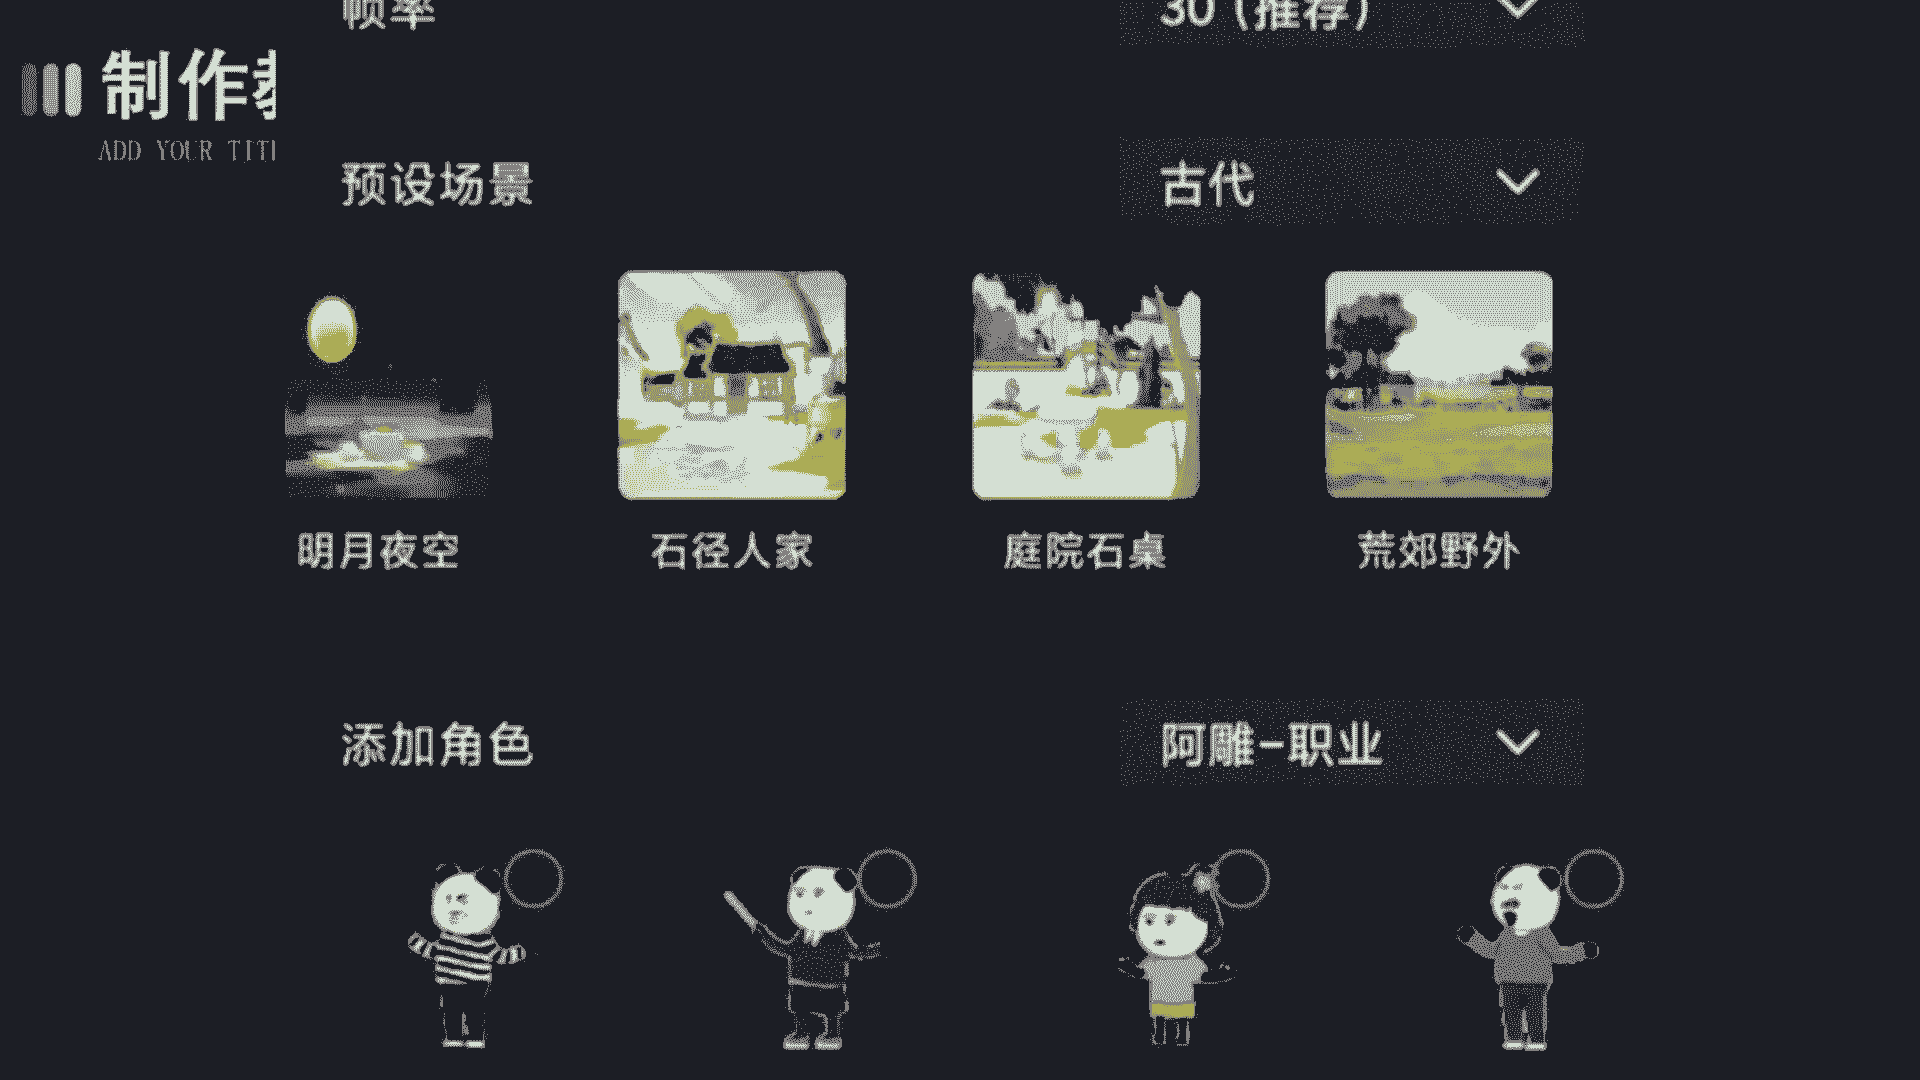 帧率
30（推荐）
制作
ADD YOUR TITL
预设场景
古代
明月夜空
石径人家
庭院石桌
荒郊野外
添加角色
阿雕-职业